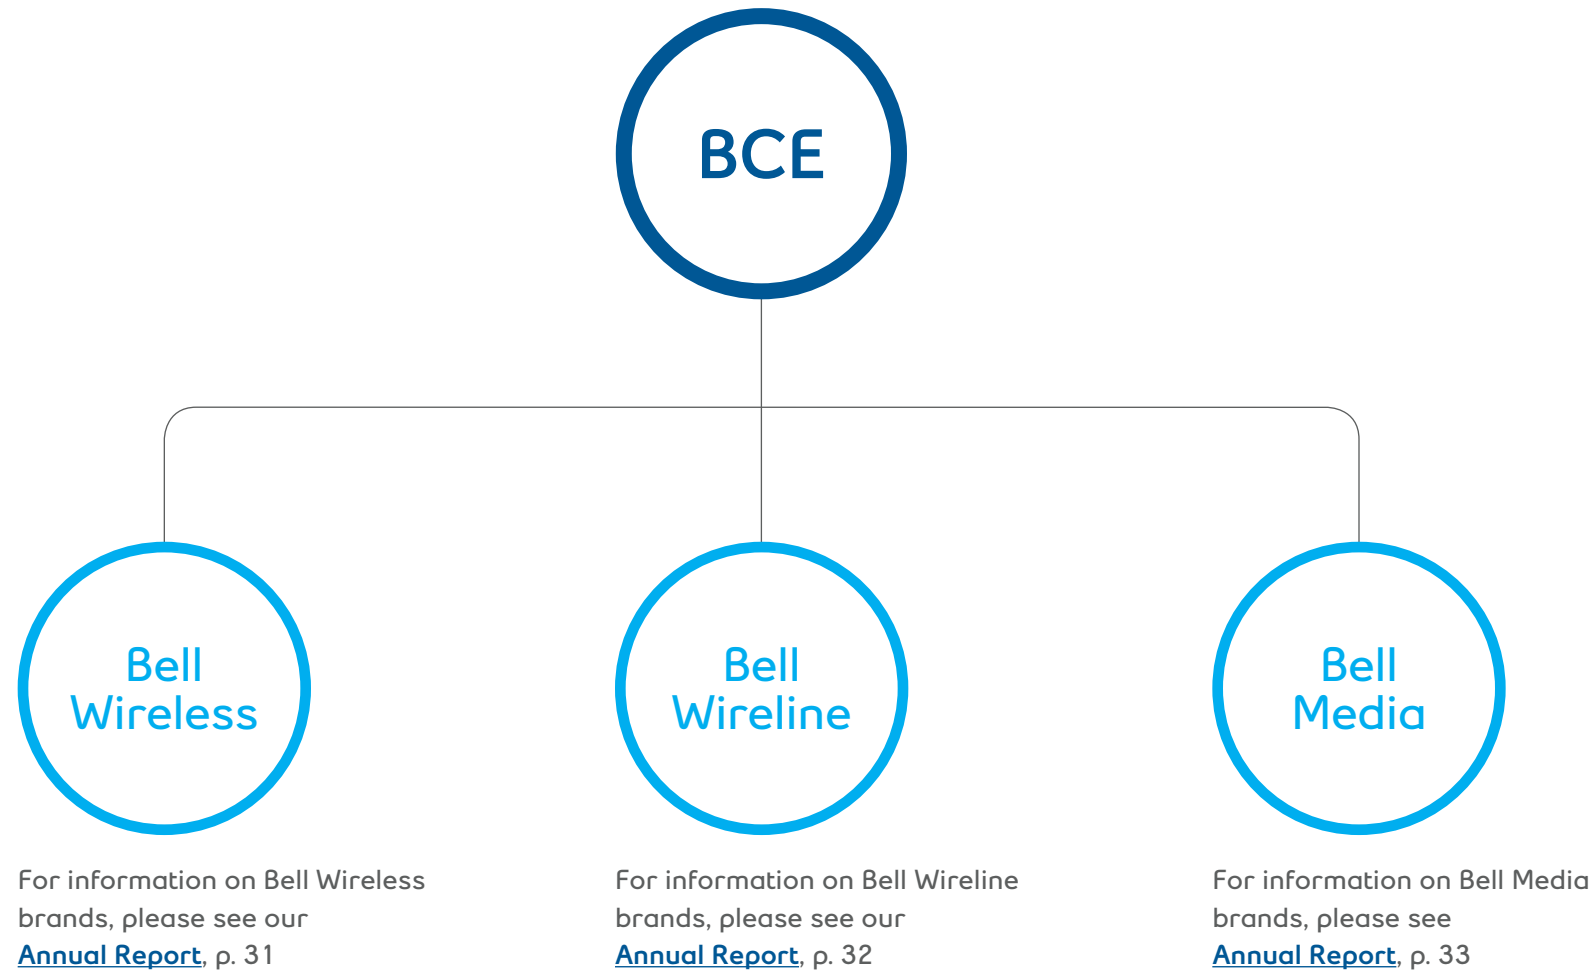 BCE
Bell
Wireless
For information on Bell Wireless
brands, please see our
Annual Report, p. 31
Bell
Wireline
For information on Bell Wireline
brands, please see our
Annual Report, p. 32
Bell
Media
For information on Bell Media
brands, please see
Annual Report, p. 33